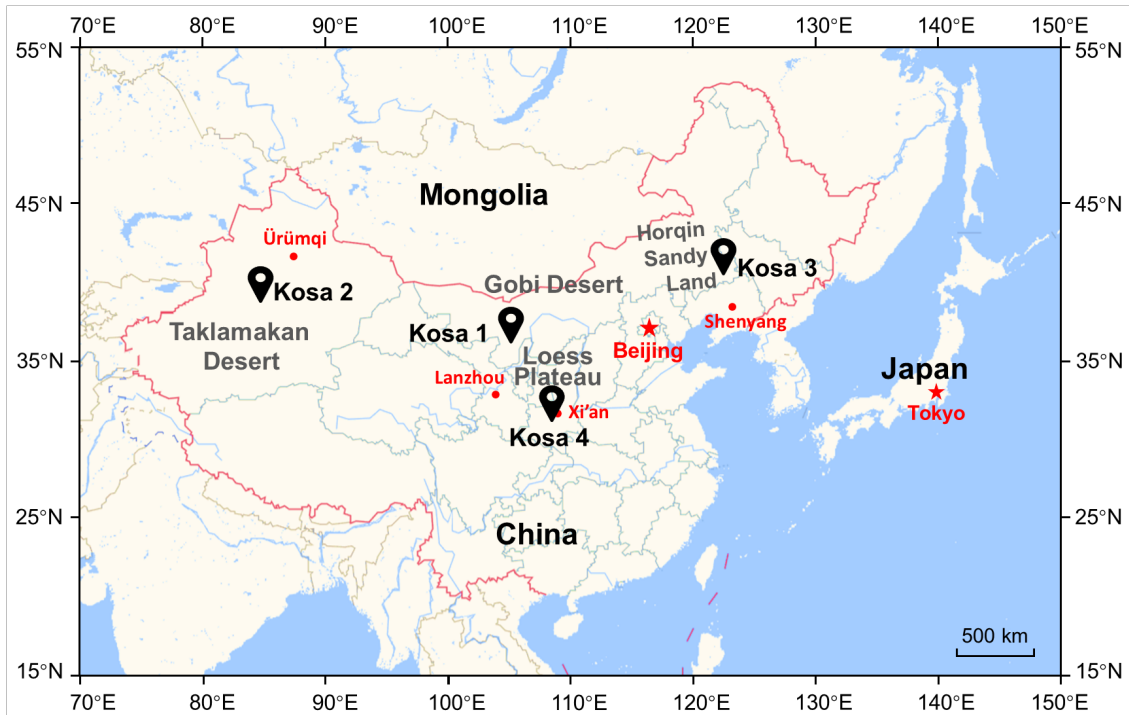 70°E 80°E 90°E 100°E 110°E 120°E 130°E 140°E 150°E
55°N 55°N
Mongolia
45°N 45°N
Ürümqi
Horqin
Sandy
Land
Kosa 3
Gobi Desert
Kosa 2
Shenyang
Taklamakan
Desert
Kosa 1
Beijing
35°N 35°N
Loess
Plateau
Japan
Lanzhou
Xi'an
Tokyo
Kosa 4
25°N 25°N
China
500 km
15°N 15°N
70°E 80°E 90°E 100°E 110°E 120°E 130°E 140°E 150°E